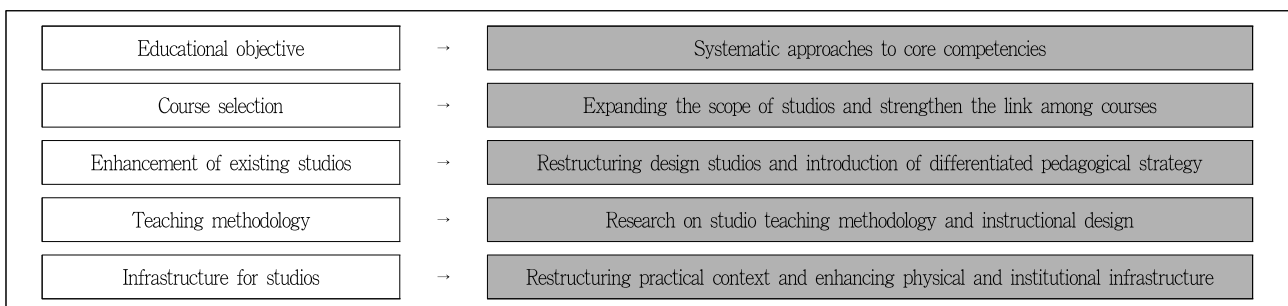 Educational objective → Systematic approaches to core competencies
Course selection → Expanding the scope of studios and strengthen the link among courses
Enhancement of existing studios → Restructuring design studios and introduction of differentiated pedagogical strategy
Teaching methodology → Research on studio teaching methodology and instructional design
Infrastructure for studios → Restructuring practical context and enhancing physical and institutional infrastructure